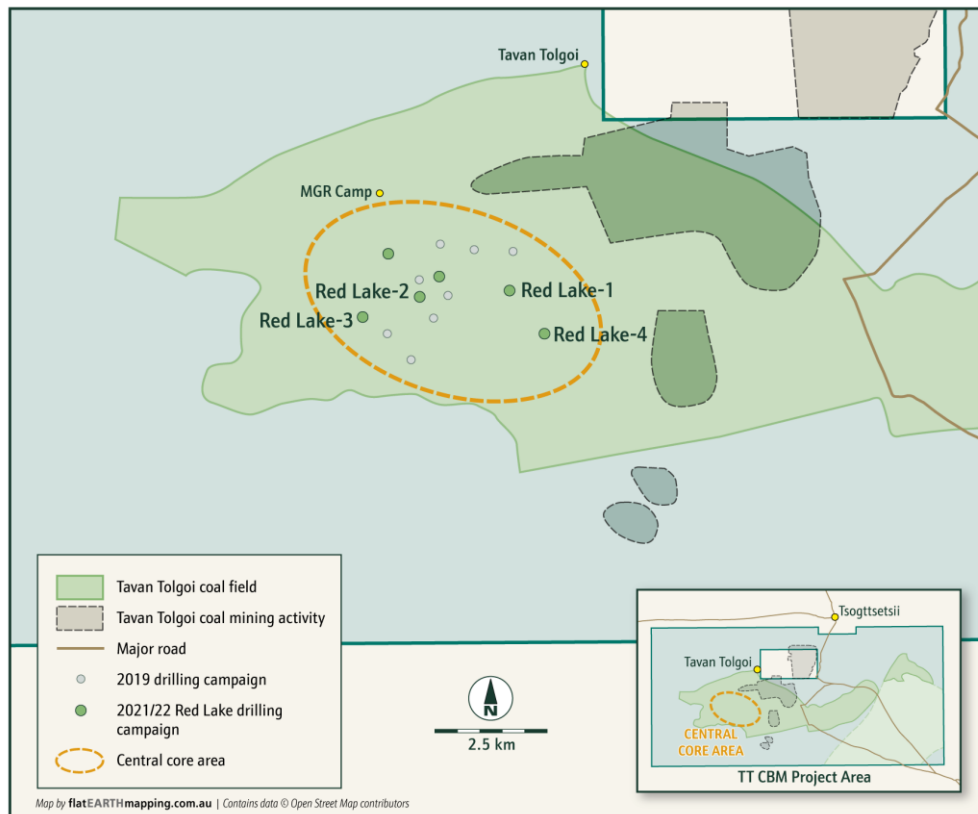 Tavan Tolgoi
MGR Camp
Red Lake-2
Red Lake-1
Red Lake-3
Red Lake-4
Tavan Tolgoi coal field
Tavan Tolgoi coal mining activity
Major road
2019 drilling campaign
2021/22 Red Lake drilling
campaign
Central core area
N
2.5 km
Tsogttsetsii
Tavan Tolgoi
CENTRAL
CORE AREA
TT CBM Project Area
Map by flatEARTHmapping.com.au | Contains data © Open Street Map contributors